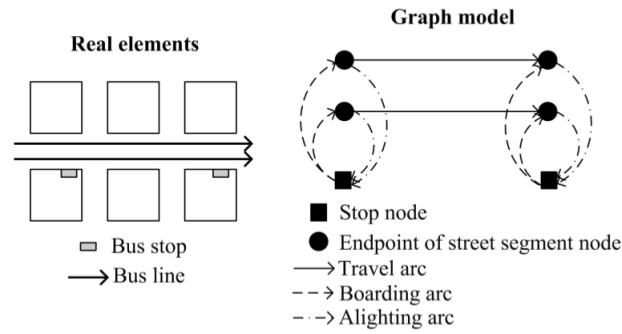 Real elements
Bus stop
Bus line
Graph model
Stop node
Endpoint of street segment node
Travel arc
Boarding arc
Alighting arc